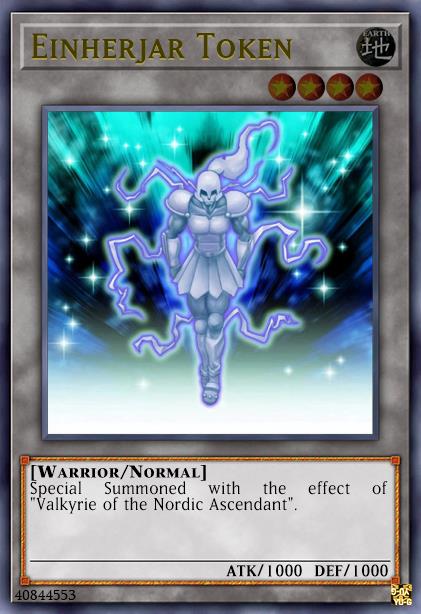 Einherjar Token
EARTH
地
[Warrior/Normal]
Special Summoned with the effect of
"Valkyrie of the Nordic Ascendant".
ATK/1000 DEF/1000
40844553